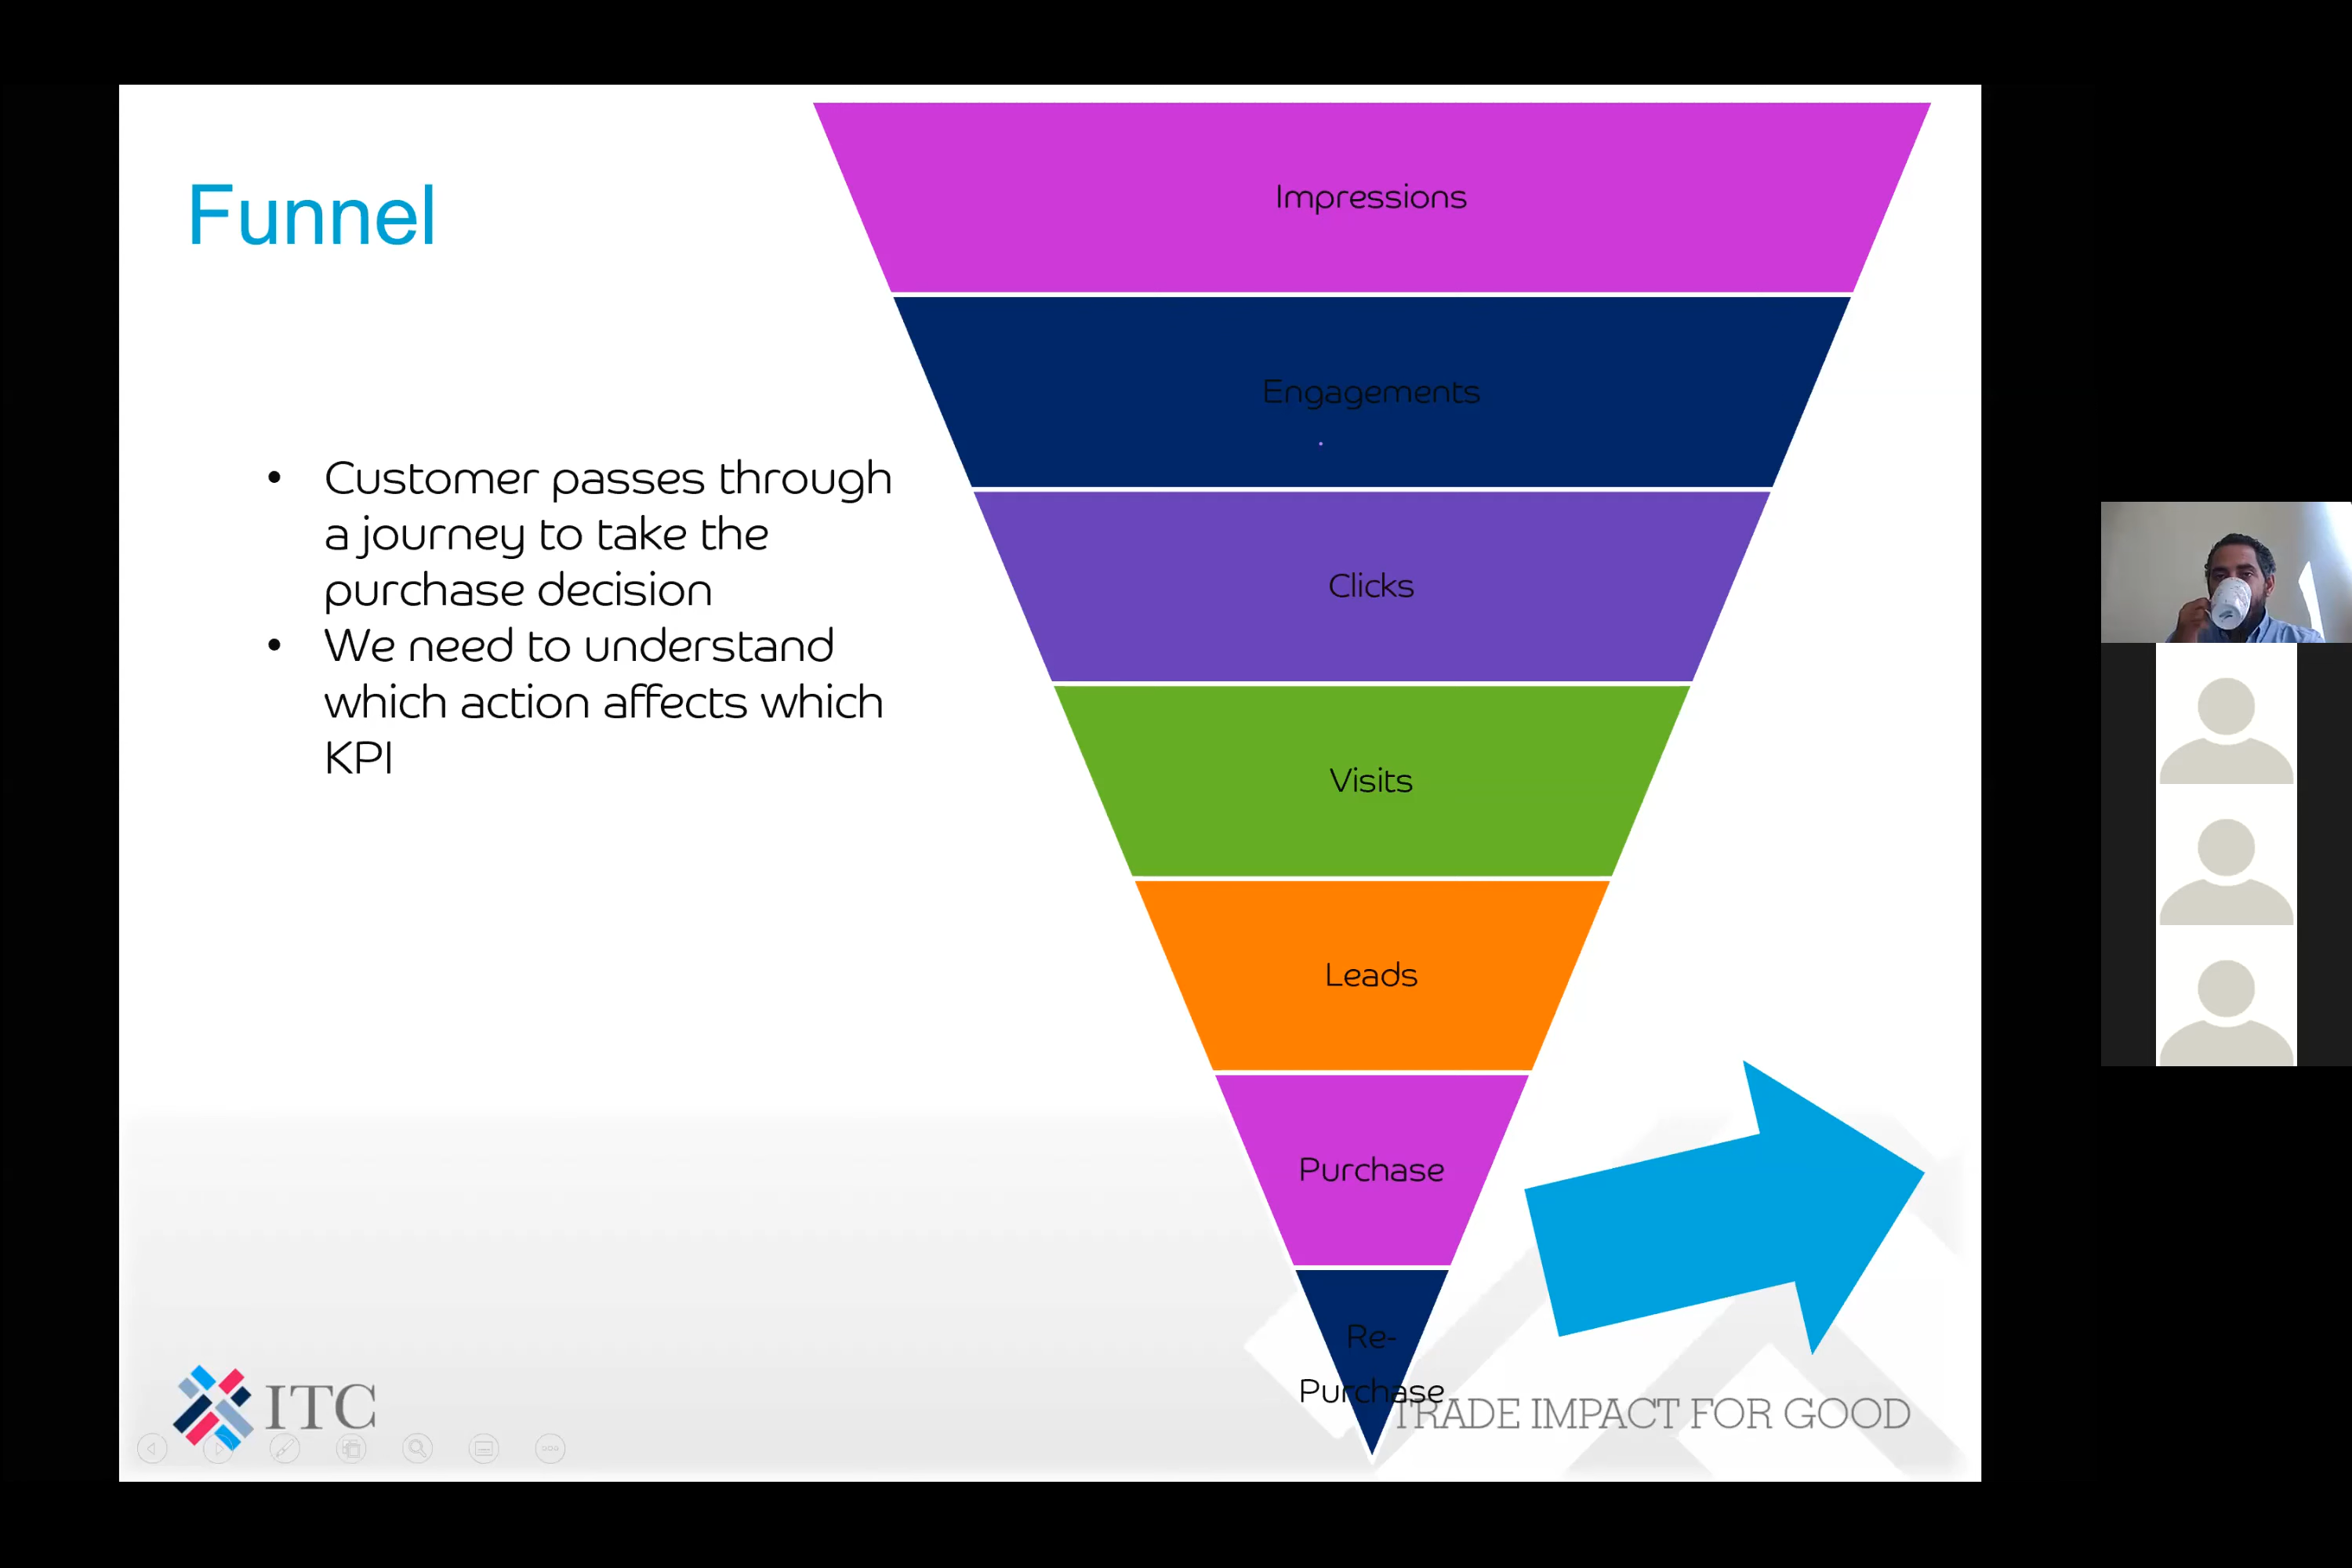 Funnel
• Customer passes through
a journey to take the
purchase decision
• We need to understand
which action affects which
KPI
Impressions
Engagements
Clicks
Visits
Leads
Purchase
Re-
Purchase
ITC
TRADE IMPACT FOR GOOD